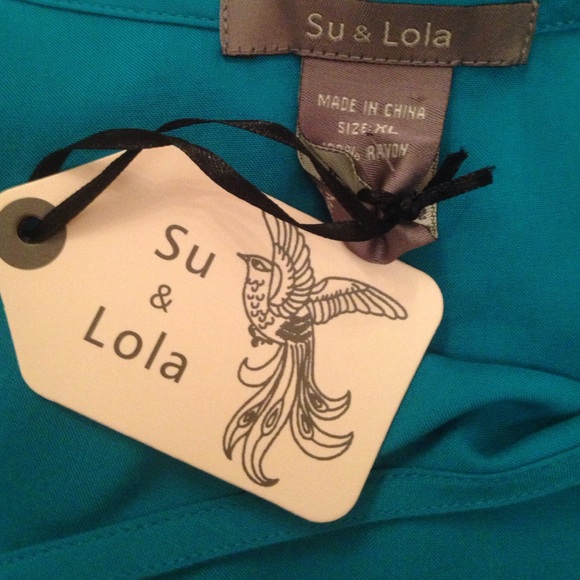 Su & Lola
MADE IN CHINA
SIZE: XL
100% RAYON
Su
&
Lola